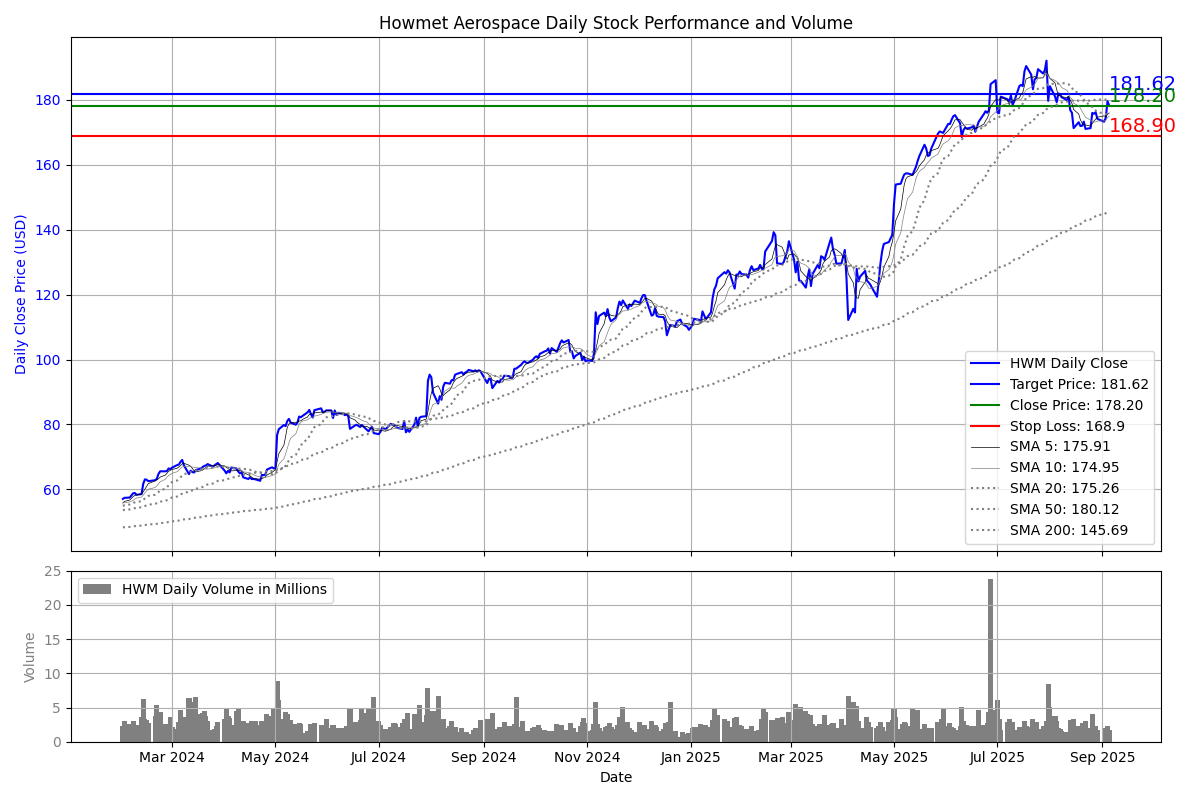 Howmet Aerospace Daily Stock Performance and Volume
Daily Close Price (USD)
180
160
140
120
100
80
60
181.62
178.20
168.90
HWM Daily Close
Target Price: 181.62
Close Price: 178.20
Stop Loss: 168.9
SMA 5: 175.91
SMA 10: 174.95
SMA 20: 175.26
SMA 50: 180.12
SMA 200: 145.69
Volume
25
20
15
10
5
0
HWM Daily Volume in Millions
Mar 2024 May 2024 Jul 2024 Sep 2024 Nov 2024 Jan 2025 Mar 2025 May 2025 Jul 2025 Sep 2025
Date